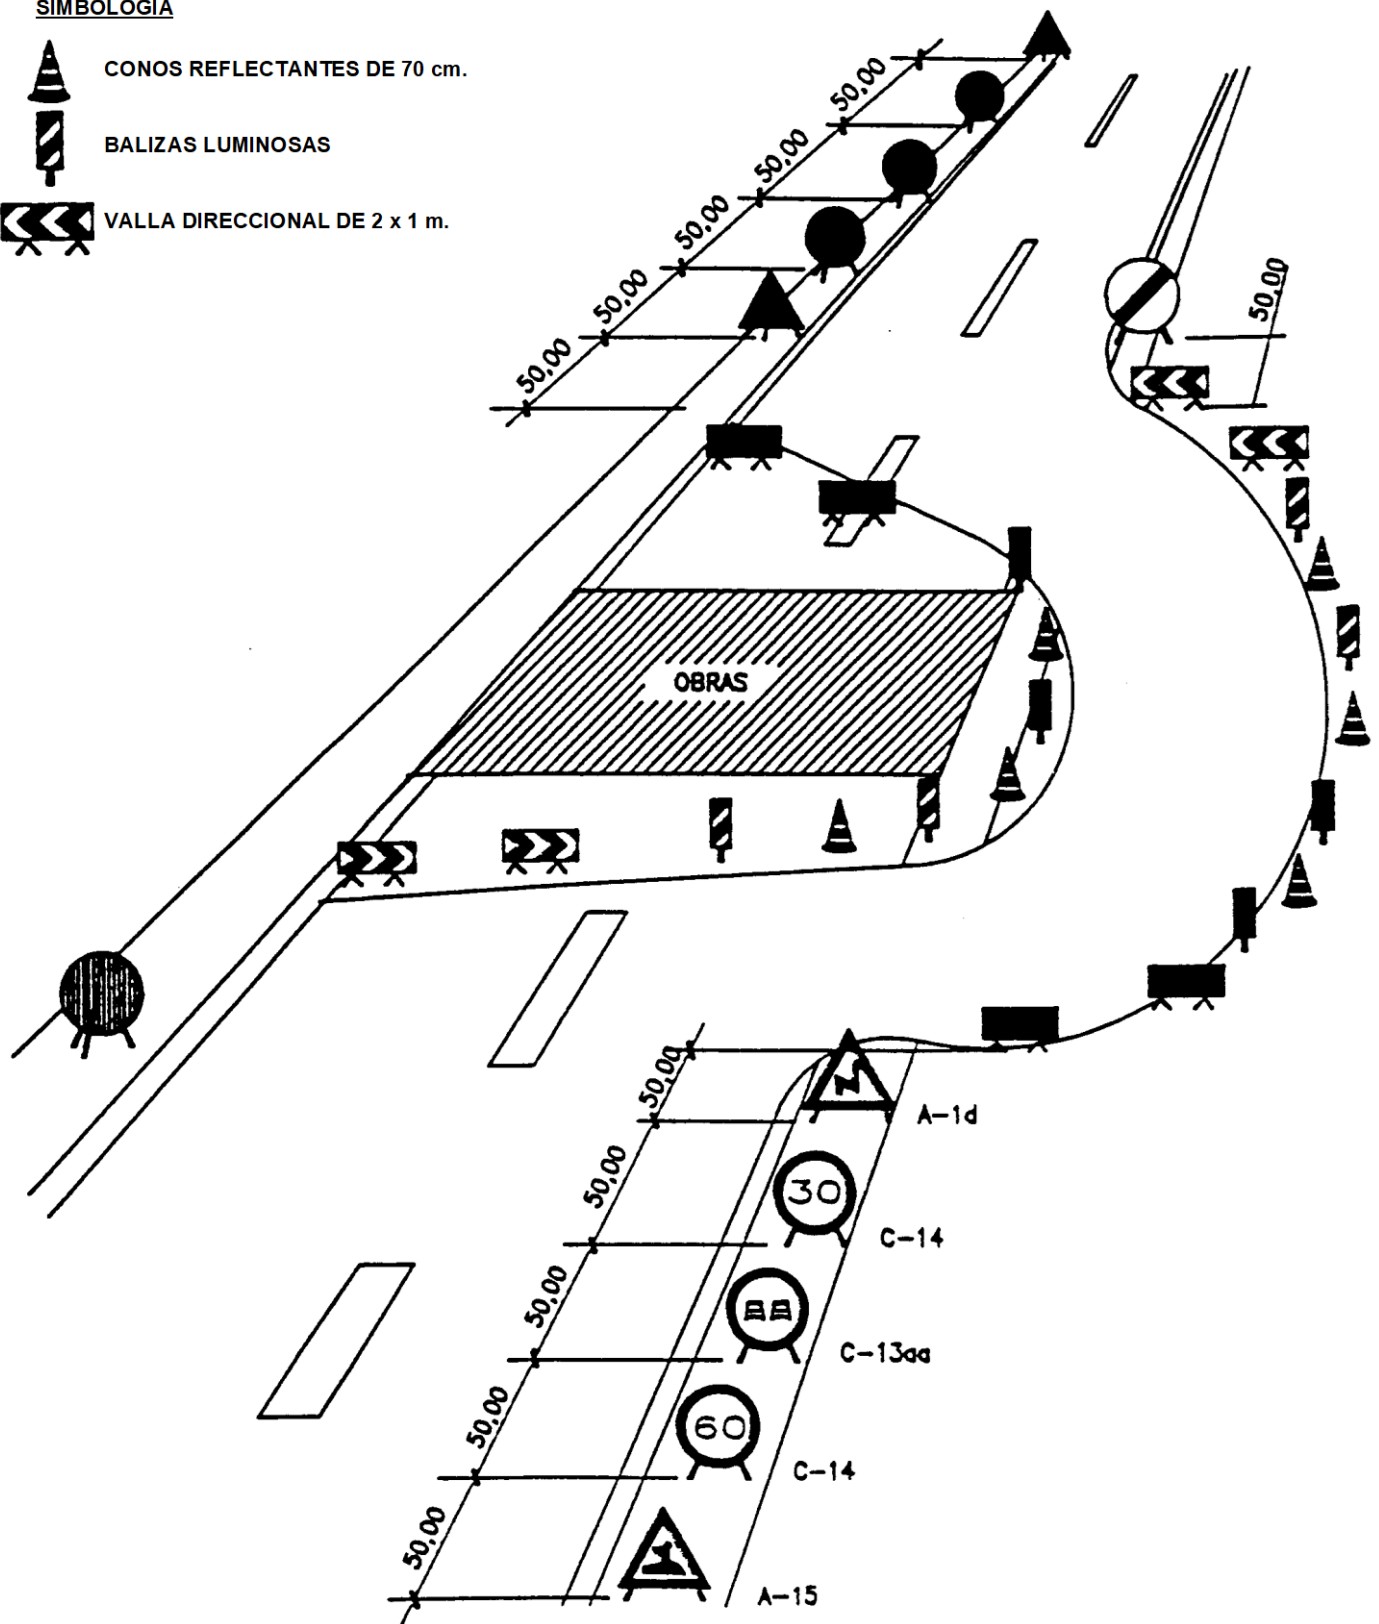 SIMBOLOGIA
CONOS REFLECTANTES DE 70 cm.
BALIZAS LUMINOSAS
VALLA DIRECCIONAL DE 2 x 1 m.
50,00
50,00
50,00
50,00
50,00
50,00
OBRAS
50,00
A-1d
50,00
30
C-14
50,00
C-13aa
50,00
60
C-14
50,00
A-15